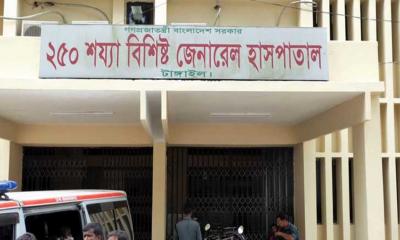 গণপ্রজাতন্ত্রী বাংলাদেশ সরকার
২৫০ শয্যা বিশিষ্ট জেনারেল হাসপাতাল
টাঙ্গাইল।